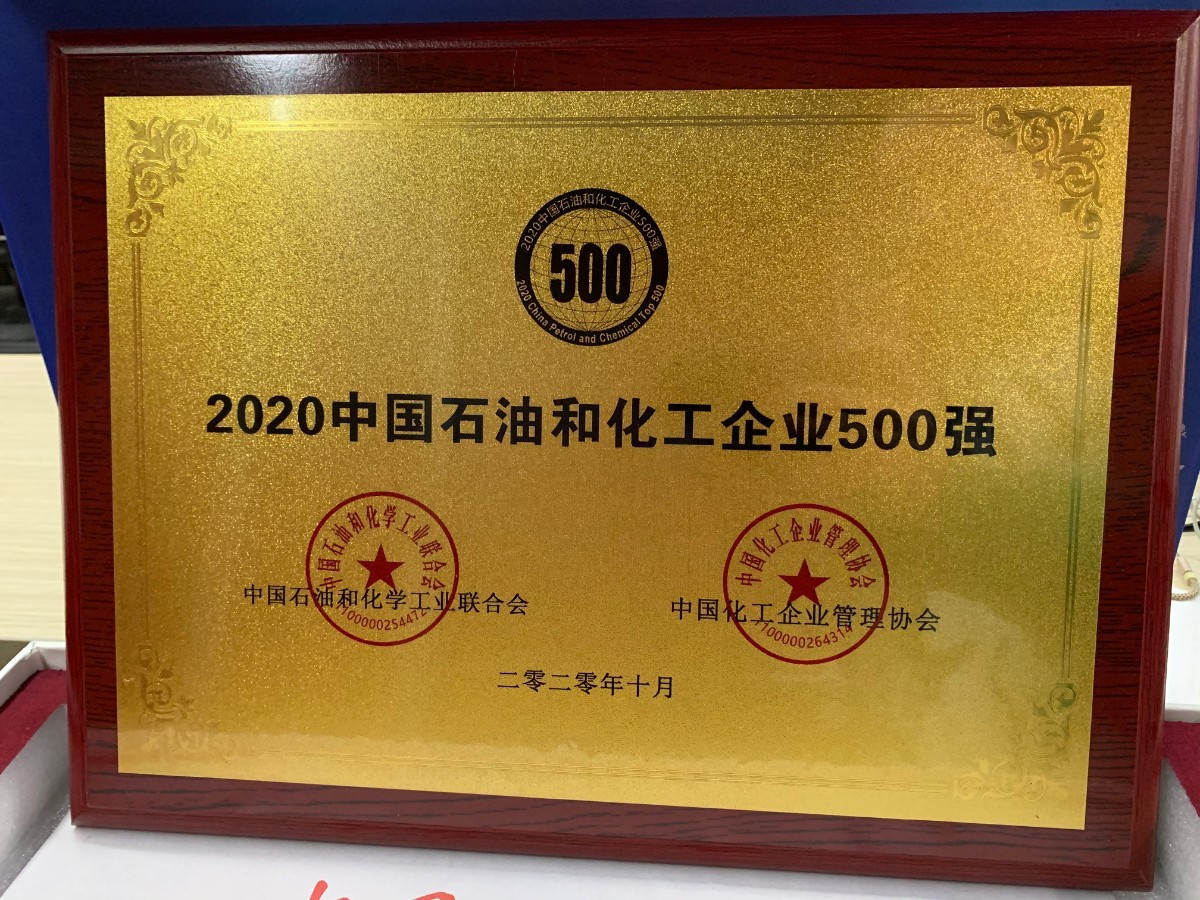 2020中国石油和化工企业500强
500
2020 China Petrol and Chemical Top 500
2020中国石油和化工企业500强
中国石油和化学工业联合会
中国石油和化学工业联合会
1100000254472
中国化工企业管理协会
中国化工企业管理协会
1100000264314
二零二零年十月